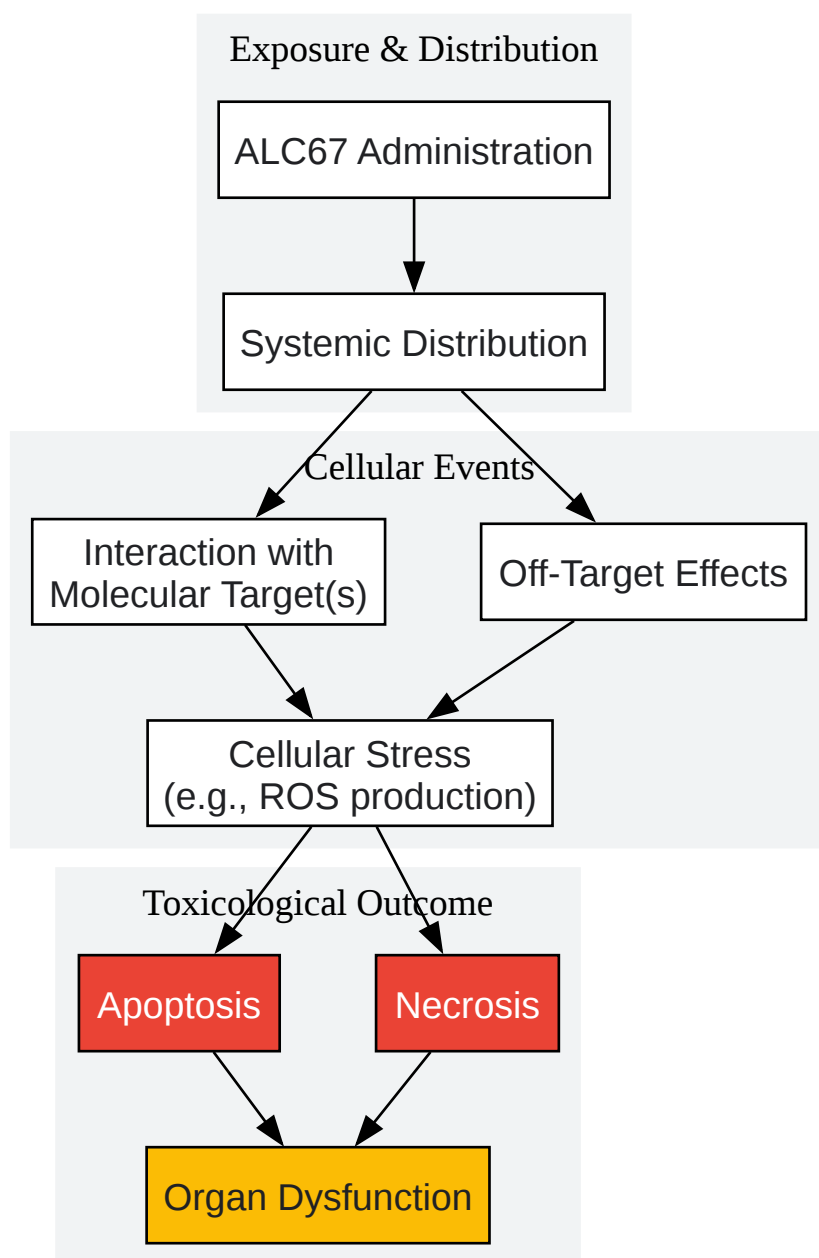 Exposure & Distribution
ALC67 Administration
Systemic Distribution
Cellular Events
Interaction with
Molecular Target(s)
Off-Target Effects
Cellular Stress
(e.g., ROS production)
Toxicological Outcome
Apoptosis
Necrosis
Organ Dysfunction